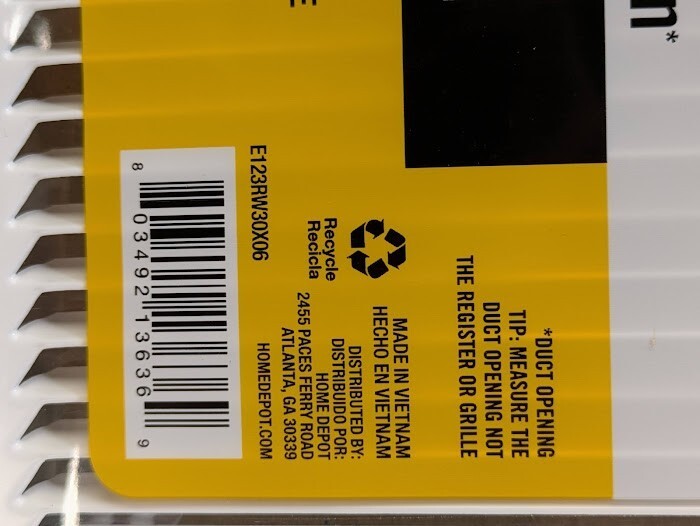 n*
E
*DUCT OPENING
TIP: MEASURE THE
DUCT OPENING NOT
THE REGISTER OR GRILLE
MADE IN VIETNAM
HECHO EN VIETNAM
Recycle
Recicla
DISTRIBUTED BY:
DISTRIBUIDO POR:
HOME DEPOT
2455 PACES FERRY ROAD
ATLANTA, GA 30339
HOMEDEPOT.COM
E123RW30X06
8 03492 13636 9